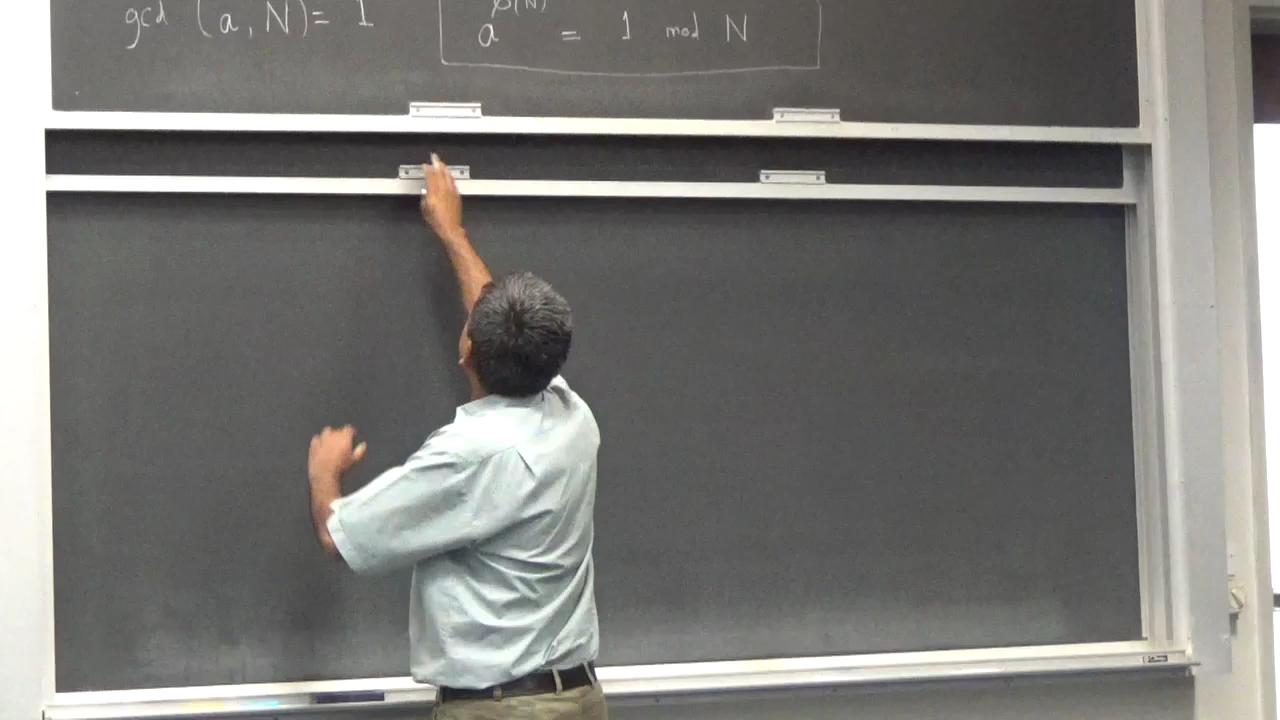 gcd (a, N) = 1
a^ø(N) = 1 mod N